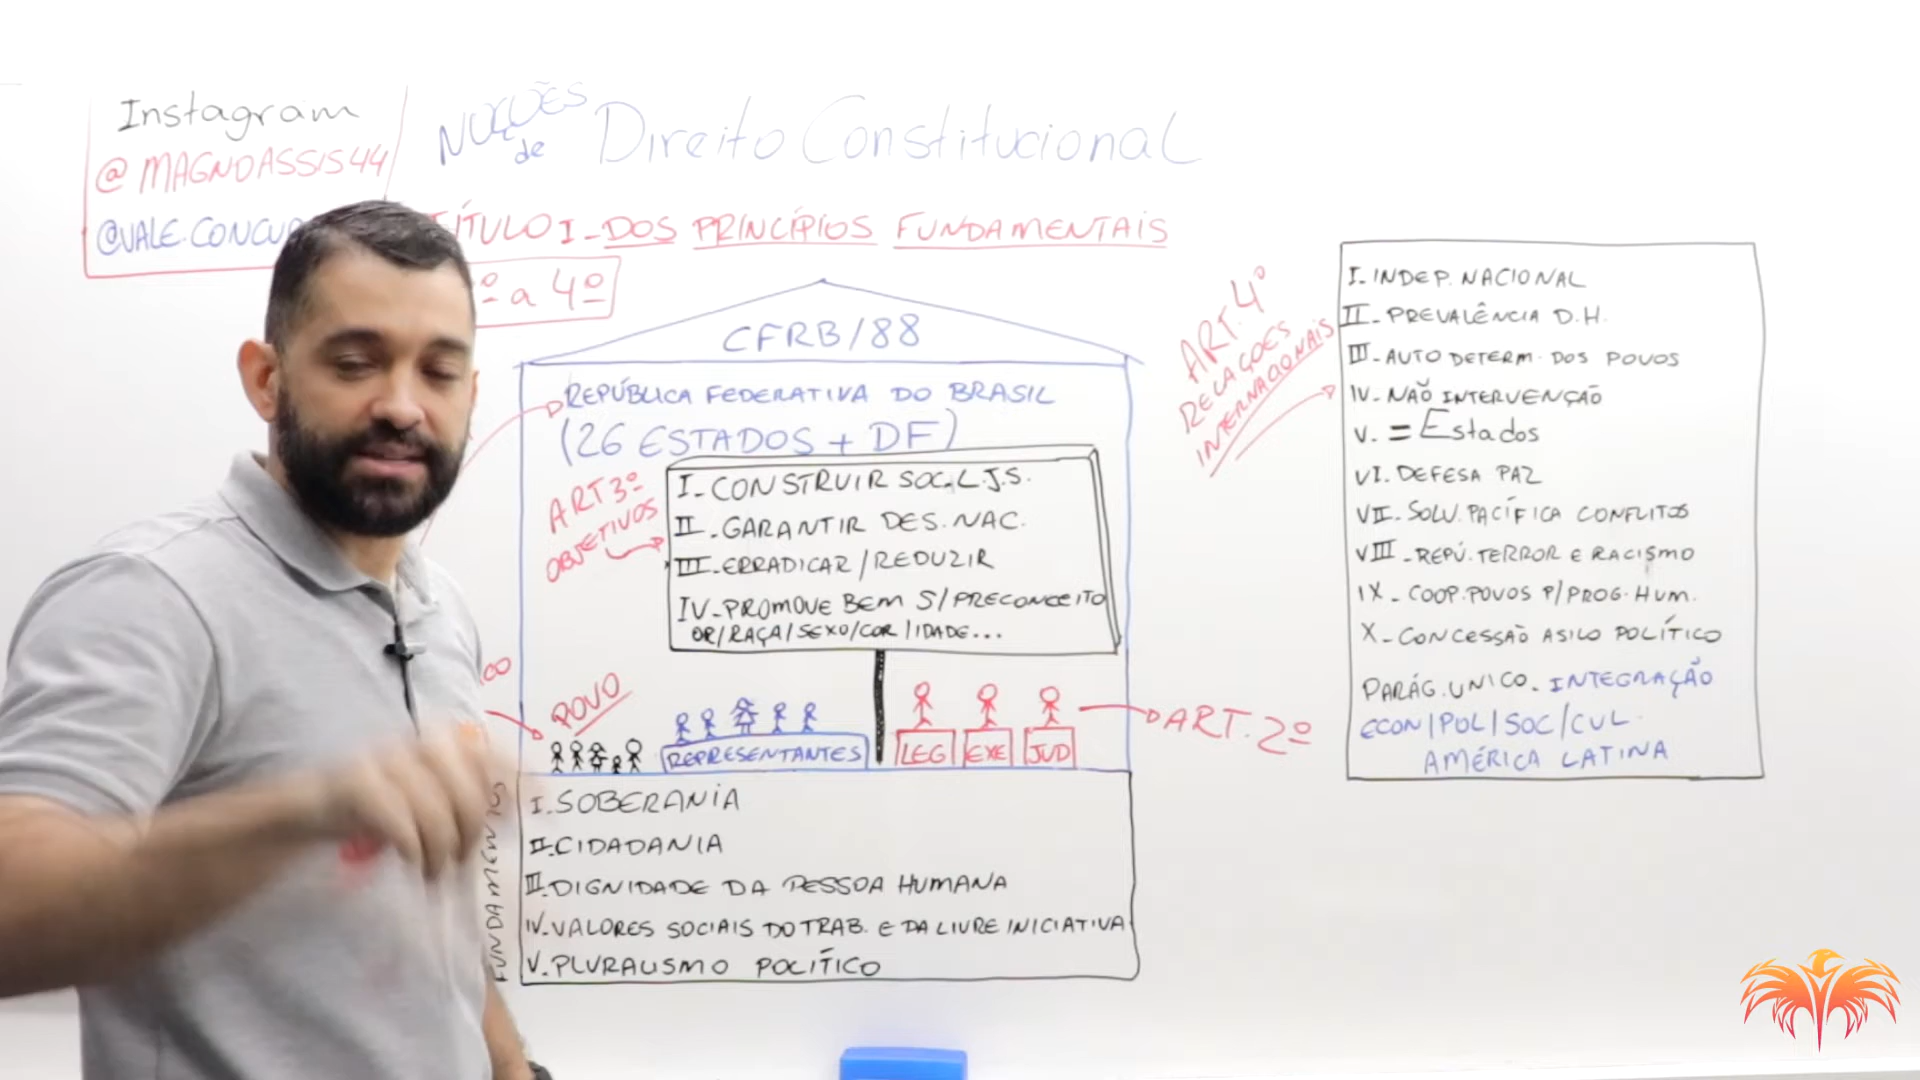 Instagram
@MAGNOASSIS44
@VALE.CONCU
NOÇÕES
de
Direito Constitucional
TÍTULO I - DOS PRINCÍPIOS FUNDAMENTAIS
º a 4º
CFRB/88
REPÚBLICA FEDERATIVA DO BRASIL
(26 ESTADOS + DF)
ART 3º
OBJETIVOS
I - CONSTRUIR SOC. L. J. S.
II - GARANTIR DES. NAC.
III - ERRADICAR / REDUZIR
IV - PROMOVE BEM S/ PRECONCEITO
OR/RAÇA/SEXO/COR/IDADE...
POVO
REPRESENTANTES
LEG
EXE
JUD
ART. 2º
FUNDAMENTOS
I. SOBERANIA
II. CIDADANIA
III. DIGNIDADE DA PESSOA HUMANA
IV. VALORES SOCIAIS DO TRAB. E DA LIVRE INICIATIVA
V. PLURALISMO POLÍTICO
ART. 4º
RELAÇÕES
INTERNACIONAIS
I - INDEP. NACIONAL
II - PREVALÊNCIA D.H.
III - AUTO DETERM. DOS POVOS
IV - NÃO INTERVENÇÃO
V. = Estados
VI. DEFESA PAZ
VII - SOLU. PACÍFICA CONFLITOS
VIII - REPÚ. TERROR E RACISMO
IX - COOP. POVOS P/ PROG. HUM.
X - CONCESSÃO ASILO POLÍTICO
PARÁG. UNICO. INTEGRAÇÃO
ECON/POL/SOC/CUL.
AMÉRICA LATINA